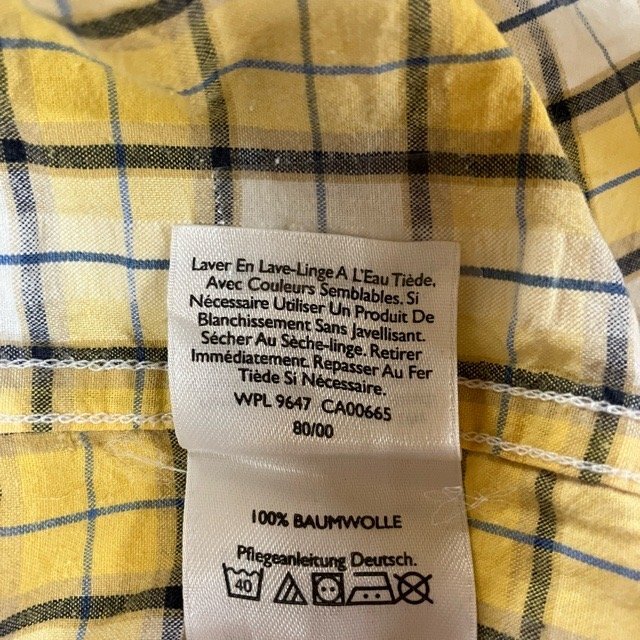 Laver En Lave-Linge A L'Eau Tiède,
Avec Couleurs Semblables. Si
Nécessaire Utiliser Un Produit De
Blanchissement Sans Javellisant.
Sécher Au Sèche-linge. Retirer
Immédiatement. Repasser Au Fer
Tiède Si Nécessaire.
WPL 9647 CA00665
80/00
100% BAUMWOLLE
Pflegeanleitung Deutsch.
40